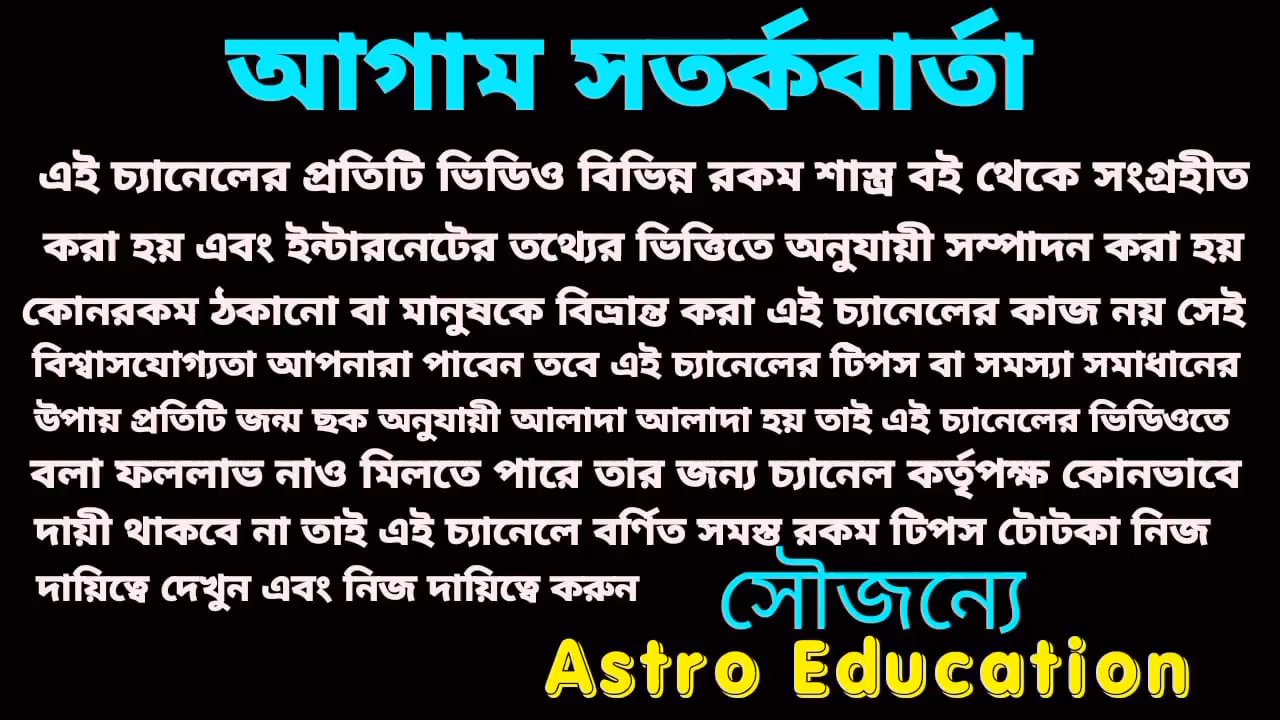 আগাম সতর্কবার্তা
এই চ্যানেলের প্রতিটি ভিডিও বিভিন্ন রকম শাস্ত্র বই থেকে সংগ্রহীত
করা হয় এবং ইন্টারনেটের তথ্যের ভিত্তিতে অনুযায়ী সম্পাদন করা হয়
কোনরকম ঠকানো বা মানুষকে বিভ্রান্ত করা এই চ্যানেলের কাজ নয় সেই
বিশ্বাসযোগ্যতা আপনারা পাবেন তবে এই চ্যানেলের টিপস বা সমস্যা সমাধানের
উপায় প্রতিটি জন্ম ছক অনুযায়ী আলাদা আলাদা হয় তাই এই চ্যানেলের ভিডিওতে
বলা ফললাভ নাও মিলতে পারে তার জন্য চ্যানেল কর্তৃপক্ষ কোনভাবে
দায়ী থাকবে না তাই এই চ্যানেলে বর্ণিত সমস্ত রকম টিপস টোটকা নিজ
দায়িত্বে দেখুন এবং নিজ দায়িত্বে করুন
সৌজন্যে
Astro Education